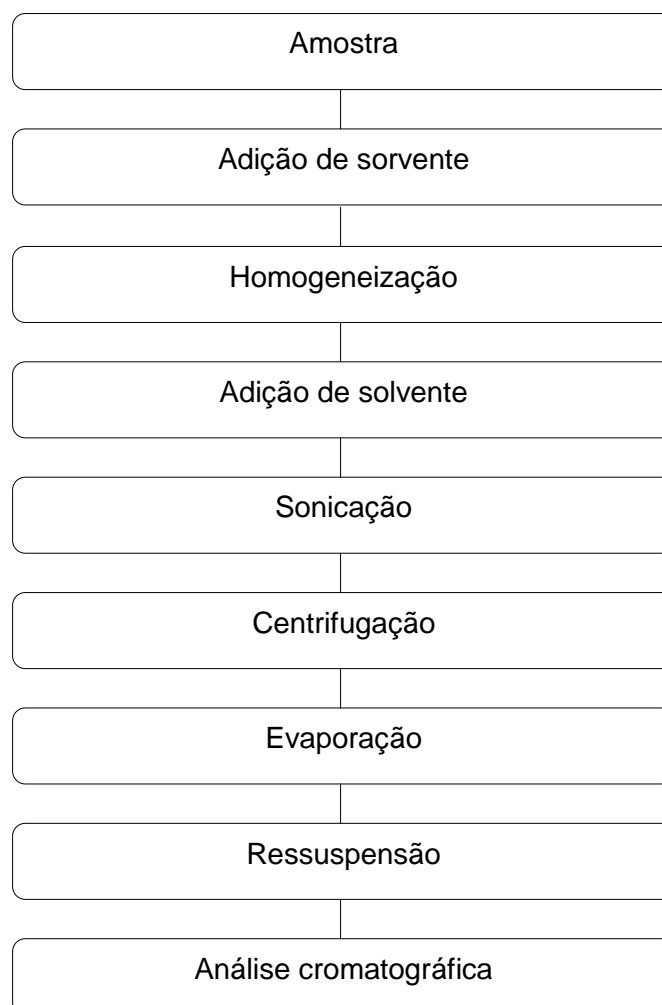 Amostra
Adição de sorvente
Homogeneização
Adição de solvente
Sonicação
Centrifugação
Evaporação
Ressuspensão
Análise cromatográfica